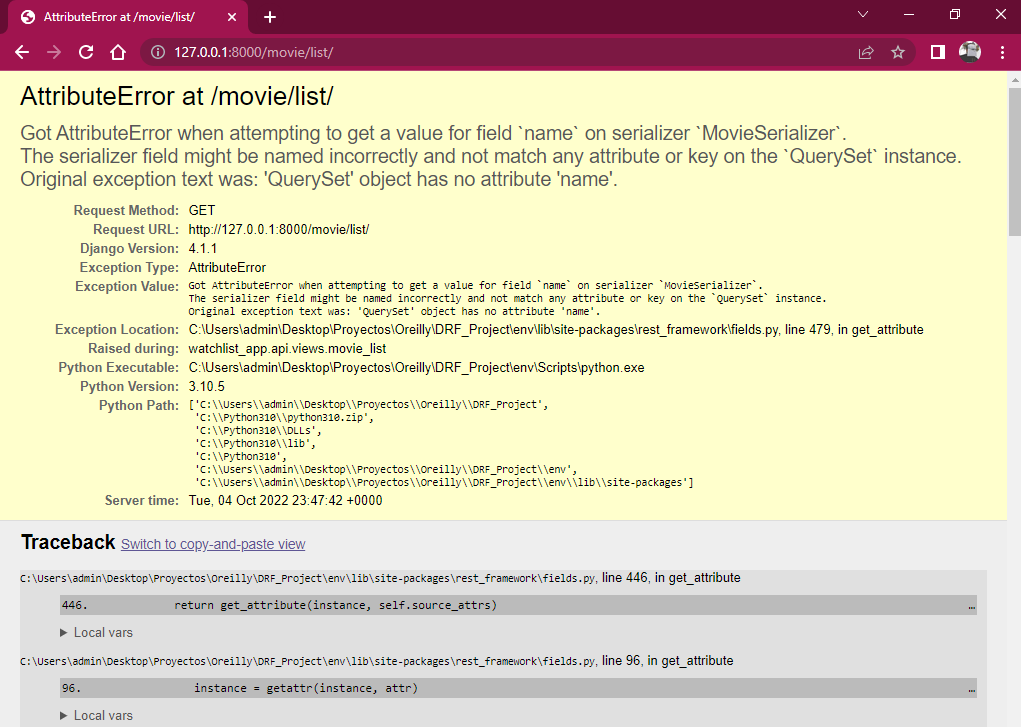 AttributeError at /movie/list/
127.0.0.1:8000/movie/list/
AttributeError at /movie/list/
Got AttributeError when attempting to get a value for field `name` on serializer `MovieSerializer`.
The serializer field might be named incorrectly and not match any attribute or key on the `QuerySet` instance.
Original exception text was: 'QuerySet' object has no attribute 'name'.
Request Method: GET
Request URL: http://127.0.0.1:8000/movie/list/
Django Version: 4.1.1
Exception Type: AttributeError
Exception Value: Got AttributeError when attempting to get a value for field `name` on serializer `MovieSerializer`.
The serializer field might be named incorrectly and not match any attribute or key on the `QuerySet` instance.
Original exception text was: 'QuerySet' object has no attribute 'name'.
Exception Location: C:\Users\admin\Desktop\Proyectos\Oreilly\DRF_Project\env\lib\site-packages\rest_framework\fields.py, line 479, in get_attribute
Raised during: watchlist_app.api.views.movie_list
Python Executable: C:\Users\admin\Desktop\Proyectos\Oreilly\DRF_Project\env\Scripts\python.exe
Python Version: 3.10.5
Python Path: ['C:\\Users\\admin\\Desktop\\Proyectos\\Oreilly\\DRF_Project',
'C:\\Python310\\python310.zip',
'C:\\Python310\\DLLs',
'C:\\Python310\\lib',
'C:\\Python310',
'C:\\Users\\admin\\Desktop\\Proyectos\\Oreilly\\DRF_Project\\env',
'C:\\Users\\admin\\Desktop\\Proyectos\\Oreilly\\DRF_Project\\env\\lib\\site-packages']
Server time: Tue, 04 Oct 2022 23:47:42 +0000
Traceback Switch to copy-and-paste view
C:\Users\admin\Desktop\Proyectos\Oreilly\DRF_Project\env\lib\site-packages\rest_framework\fields.py, line 446, in get_attribute
446. return get_attribute(instance, self.source_attrs) …
▶ Local vars
C:\Users\admin\Desktop\Proyectos\Oreilly\DRF_Project\env\lib\site-packages\rest_framework\fields.py, line 96, in get_attribute
96. instance = getattr(instance, attr) …
▶ Local vars